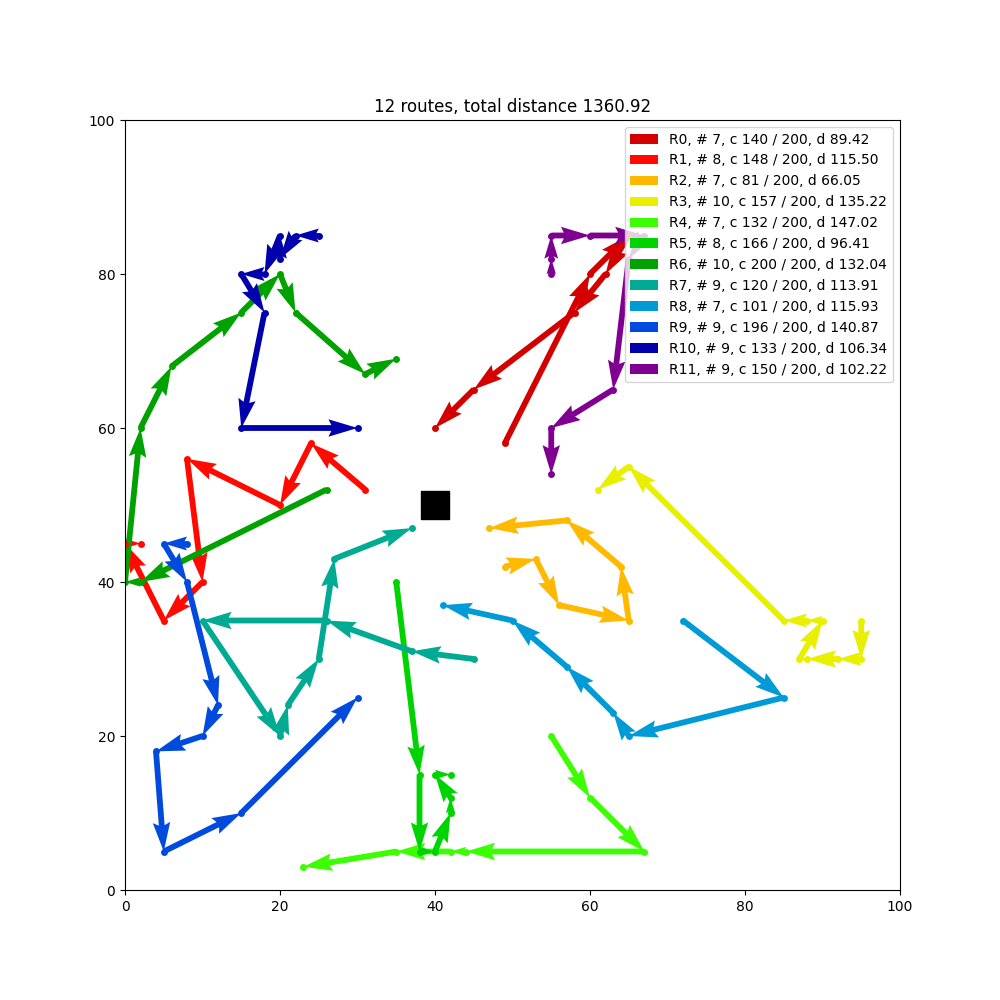 12 routes, total distance 1360.92
R0, # 7, c 140 / 200, d 89.42
R1, # 8, c 148 / 200, d 115.50
R2, # 7, c 81 / 200, d 66.05
R3, # 10, c 157 / 200, d 135.22
R4, # 7, c 132 / 200, d 147.02
R5, # 8, c 166 / 200, d 96.41
R6, # 10, c 200 / 200, d 132.04
R7, # 9, c 120 / 200, d 113.91
R8, # 7, c 101 / 200, d 115.93
R9, # 9, c 196 / 200, d 140.87
R10, # 9, c 133 / 200, d 106.34
R11, # 9, c 150 / 200, d 102.22
100
80
60
40
20
0
0 20 40 60 80 100